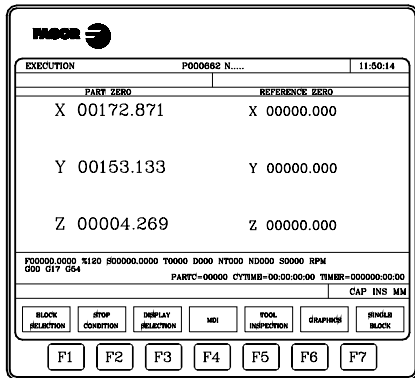 FAGOR
EXECUTION P000662 N..... 11:50:14
PART ZERO REFERENCE ZERO
X 00172.871 X 00000.000
Y 00153.133 Y 00000.000
Z 00004.269 Z 00000.000
F00000.0000 %120 S00000.0000 T0000 D000 NT000 ND000 S0000 RPM
G00 G17 G54
PARTC=00000 CYTIME=00:00:00:00 TIMER=000000:00:00
CAP INS MM
BLOCK SELECTION STOP CONDITION DISPLAY SELECTION MDI TOOL INSPECTION GRAPHICS SINGLE BLOCK
F1 F2 F3 F4 F5 F6 F7